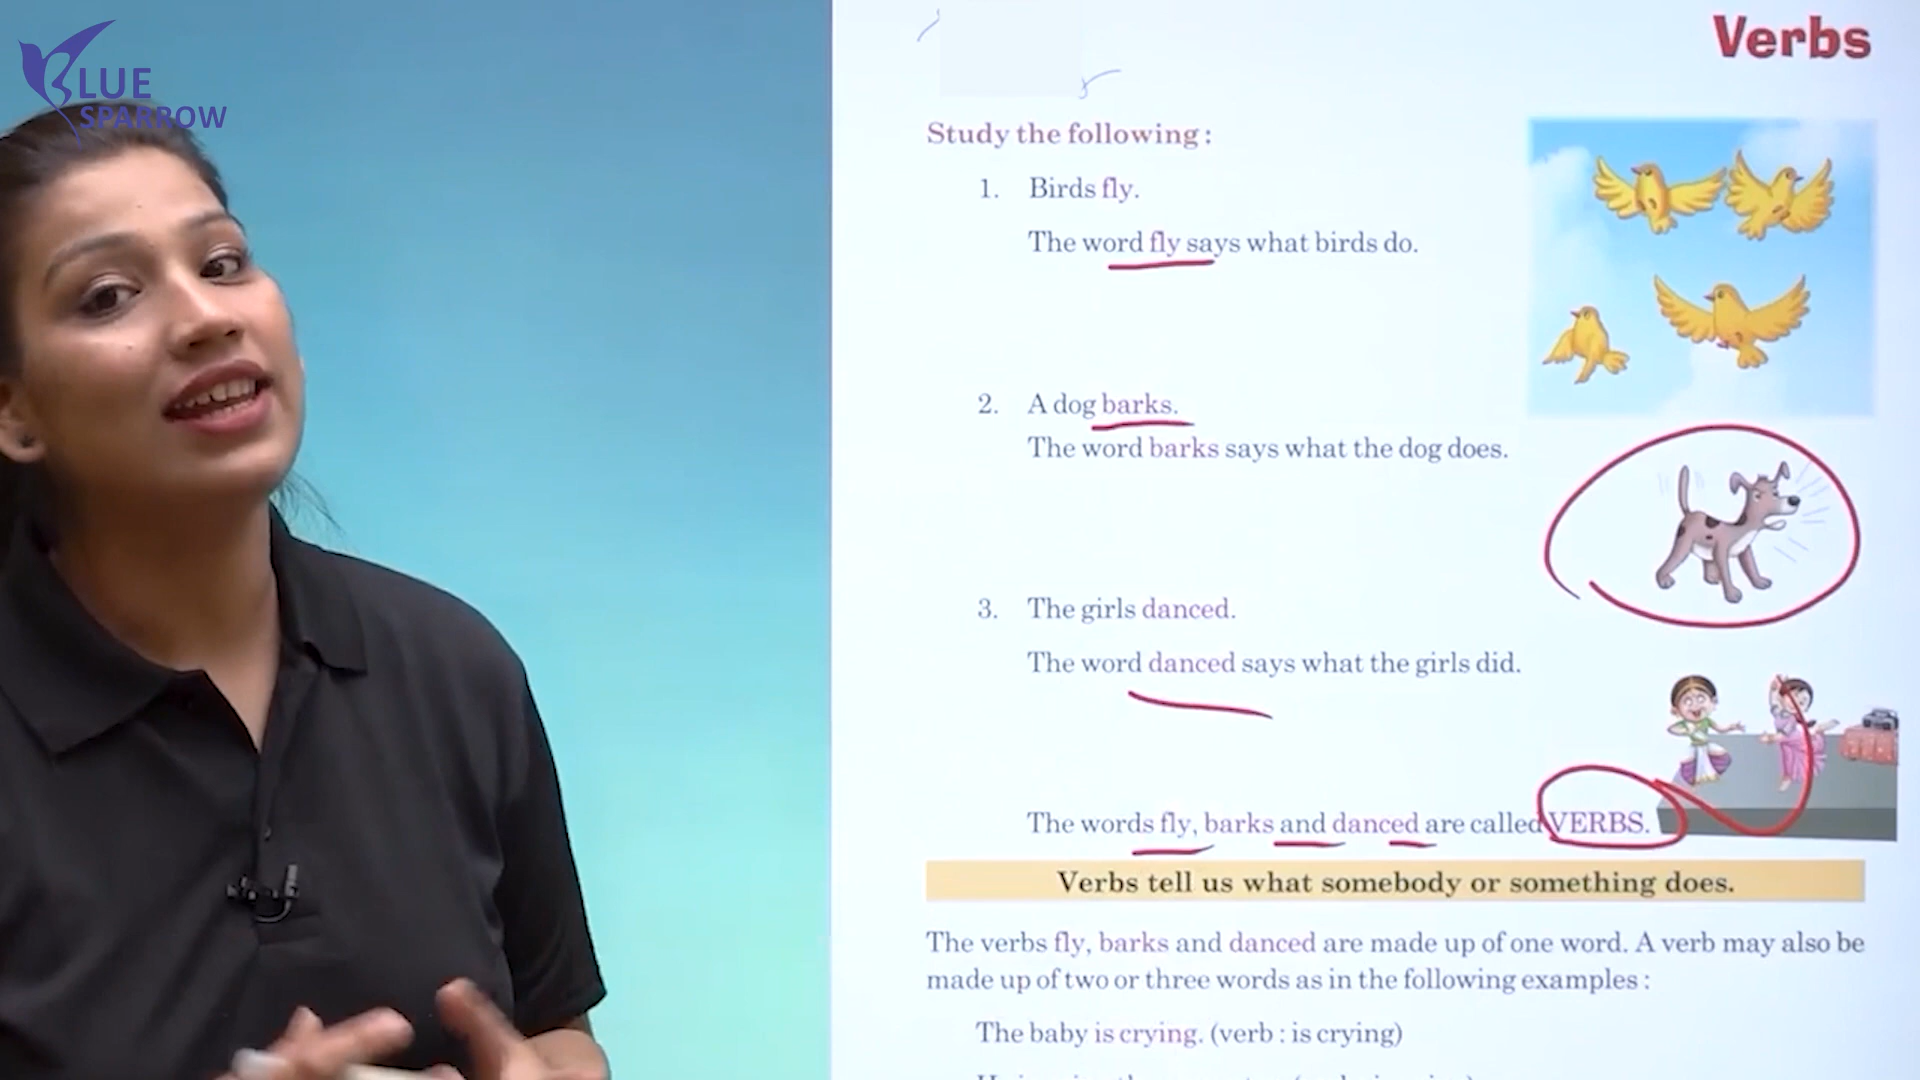 BLUE
SPARROW
Verbs
Study the following :
1. Birds fly.
The word fly says what birds do.
2. A dog barks.
The word barks says what the dog does.
3. The girls danced.
The word danced says what the girls did.
The words fly, barks and danced are called VERBS.
Verbs tell us what somebody or something does.
The verbs fly, barks and danced are made up of one word. A verb may also be
made up of two or three words as in the following examples :
The baby is crying. (verb : is crying)